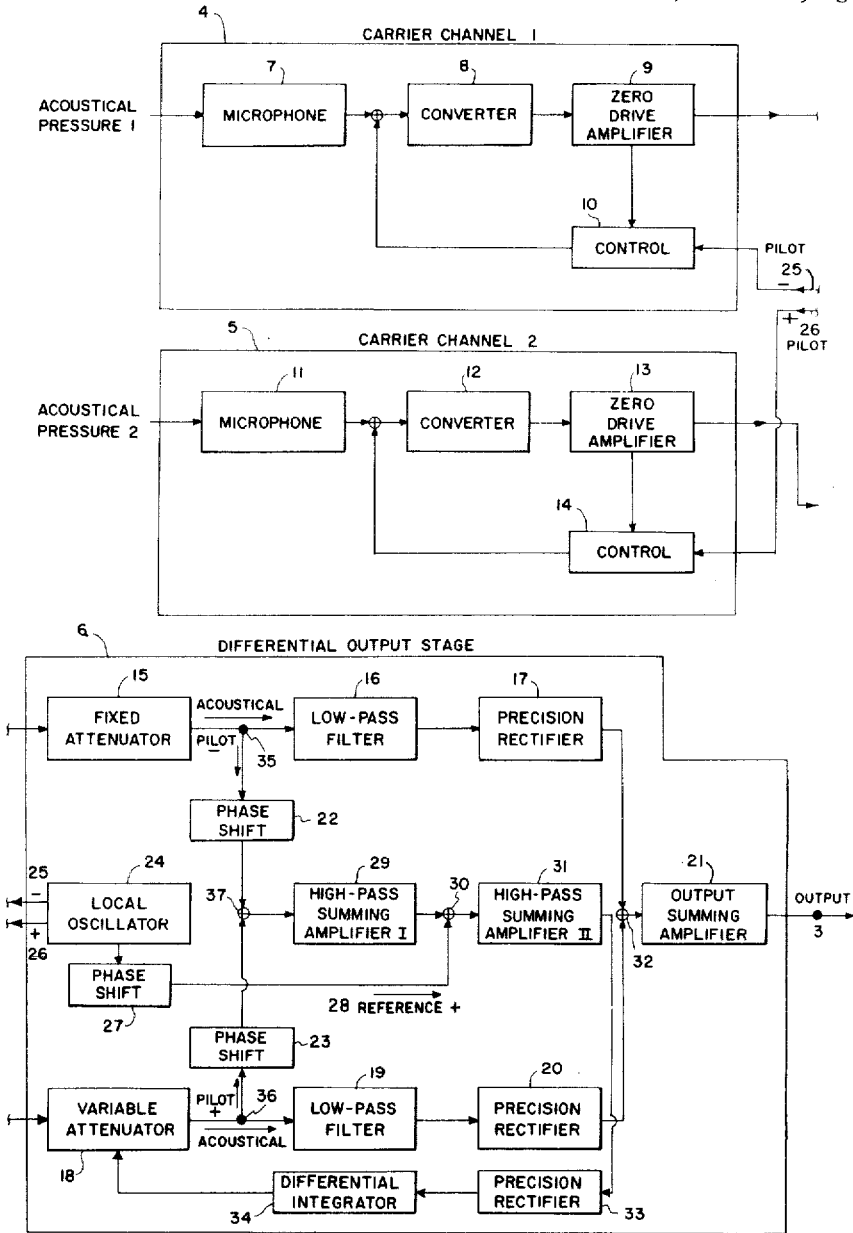 4
CARRIER CHANNEL 1
7
8
9
ACOUSTICAL
PRESSURE 1
MICROPHONE
CONVERTER
ZERO
DRIVE
AMPLIFIER
10
CONTROL
PILOT
25
−
+
26
PILOT
5
CARRIER CHANNEL 2
11
12
13
ACOUSTICAL
PRESSURE 2
MICROPHONE
CONVERTER
ZERO
DRIVE
AMPLIFIER
14
CONTROL
6
DIFFERENTIAL OUTPUT STAGE
15
ACOUSTICAL
16
17
FIXED
ATTENUATOR
PILOT
−
35
LOW-PASS
FILTER
PRECISION
RECTIFIER
PHASE
SHIFT
22
25
−
24
29
30
31
21
LOCAL
OSCILLATOR
37
HIGH-PASS
SUMMING
AMPLIFIER I
HIGH-PASS
SUMMING
AMPLIFIER II
32
OUTPUT
SUMMING
AMPLIFIER
OUTPUT
3
+
26
PHASE
SHIFT
27
28 REFERENCE +
PHASE
SHIFT
23
19
20
VARIABLE
ATTENUATOR
PILOT
+
36
ACOUSTICAL
LOW-PASS
FILTER
PRECISION
RECTIFIER
18
DIFFERENTIAL
INTEGRATOR
34
PRECISION
RECTIFIER
33